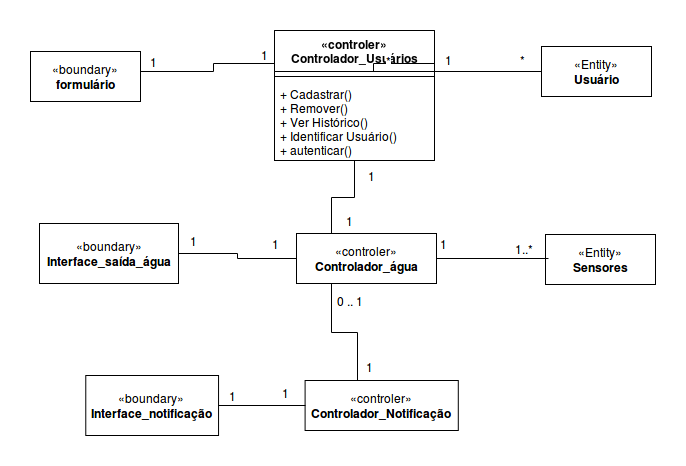 «controler»
Controlador_Usuários
«boundary»
formulário
1
1
*
1
*
«Entity»
Usuário
+ Cadastrar()
+ Remover()
+ Ver Histórico()
+ Identificar Usuário()
+ autenticar()
1
1
«boundary»
Interface_saída_água
1
1
«controler»
Controlador_água
1
1..*
«Entity»
Sensores
0 .. 1
1
«boundary»
Interface_notificação
1
1
«controler»
Controlador_Notificação